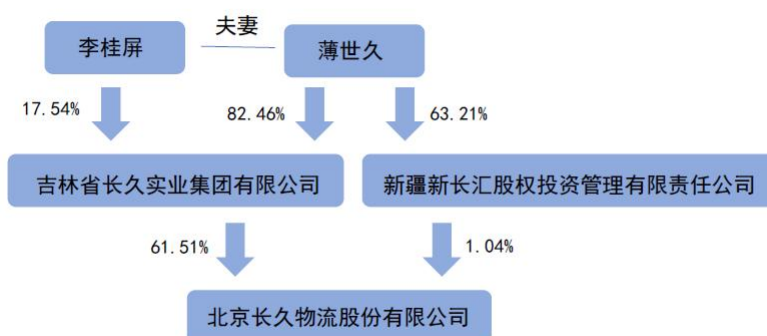 夫妻
李桂屏
薄世久
17.54%
82.46%
63.21%
吉林省长久实业集团有限公司
新疆新长汇股权投资管理有限责任公司
61.51%
1.04%
北京长久物流股份有限公司